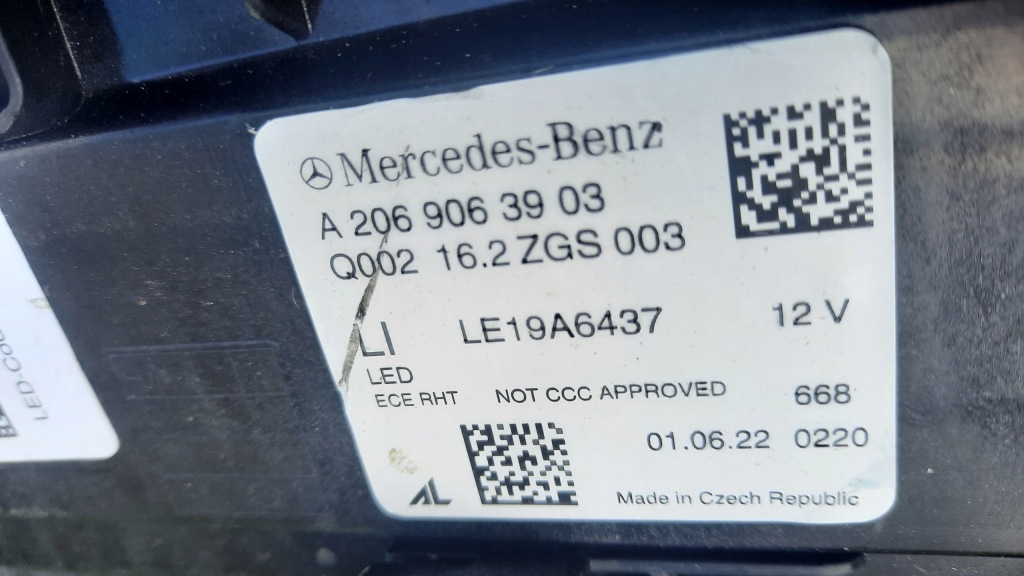 Mercedes-Benz
A 206 906 39 03
Q002 16.2 ZGS 003
LI LE19A6437 12 V
LED
ECE RHT NOT CCC APPROVED 668
01.06.22 0220
AL
Made in Czech Republic